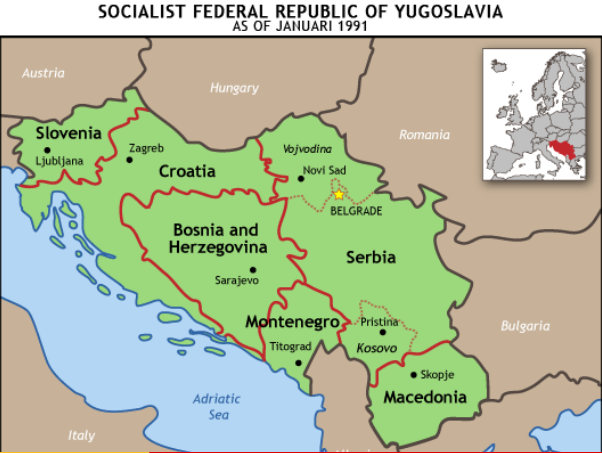 SOCIALIST FEDERAL REPUBLIC OF YUGOSLAVIA
AS OF JANUARI 1991
Austria
Hungary
Romania
Slovenia
Ljubljana
Zagreb
Croatia
Vojvodina
Novi Sad
BELGRADE
Bosnia and
Herzegovina
Sarajevo
Serbia
Montenegro
Titograd
Pristina
Kosovo
Bulgaria
Skopje
Macedonia
Adriatic
Sea
Italy